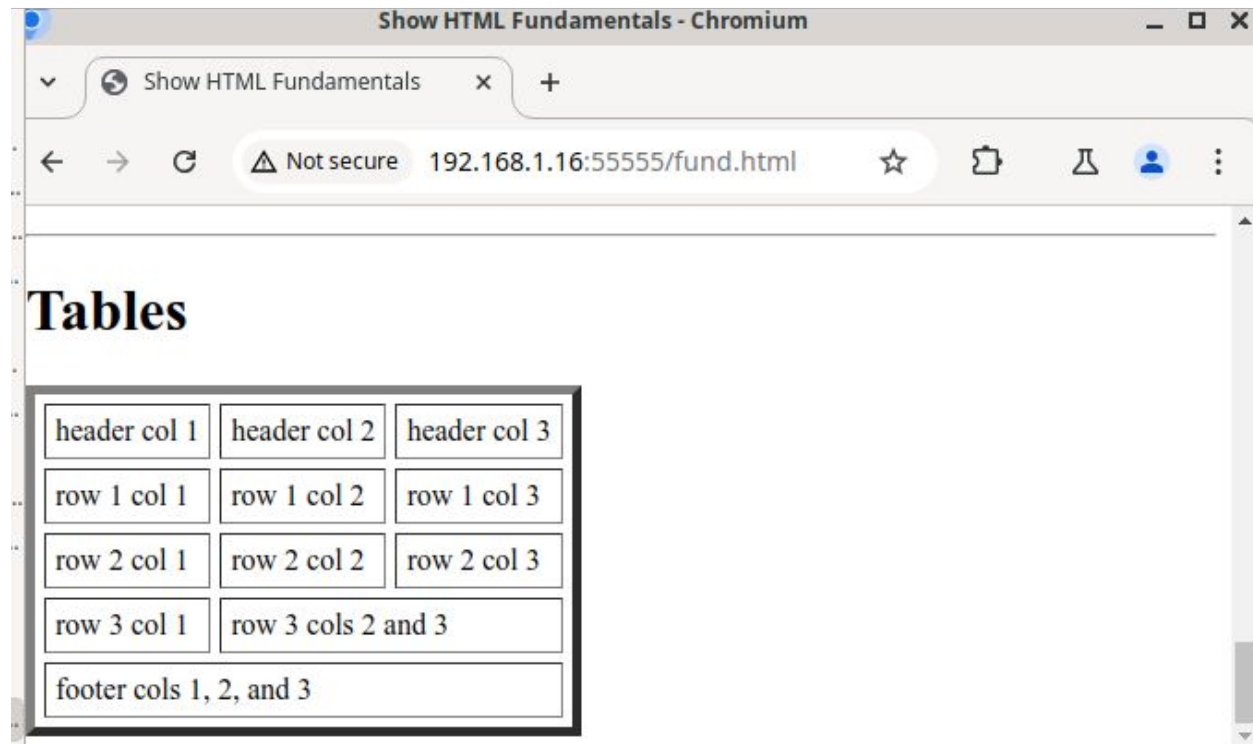 Show HTML Fundamentals - Chromium
Show HTML Fundamentals
Not secure 192.168.1.16:55555/fund.html
Tables
header col 1 header col 2 header col 3
row 1 col 1 row 1 col 2 row 1 col 3
row 2 col 1 row 2 col 2 row 2 col 3
row 3 col 1 row 3 cols 2 and 3
footer cols 1, 2, and 3